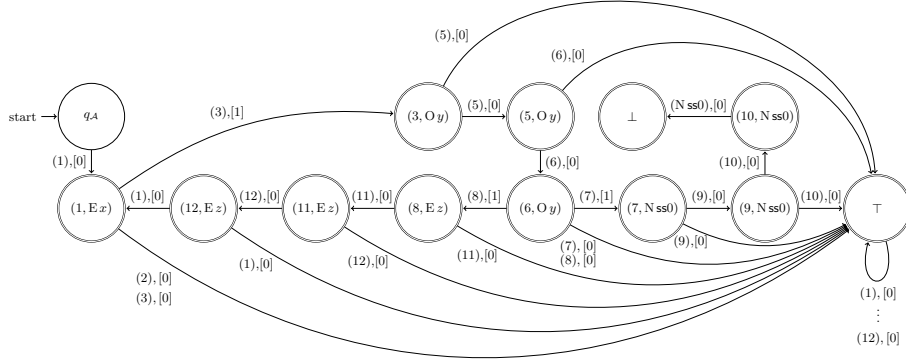 (5),[0]
(6),[0]
(3),[1]
start
q_A
(3, O y)
(5),[0]
(5, O y)
⊥
(N ss0),[0]
(10, N ss0)
(1),[0]
(6),[0]
(10),[0]
(1, E x)
(1),[0]
(12, E z)
(12),[0]
(11, E z)
(11),[0]
(8, E z)
(8),[1]
(6, O y)
(7),[1]
(7, N ss0)
(9),[0]
(9, N ss0)
(10),[0]
⊤
(2),[0]
(3),[0]
(1),[0]
(12),[0]
(11),[0]
(7),[0]
(8),[0]
(9),[0]
(1),[0]
⋮
(12),[0]